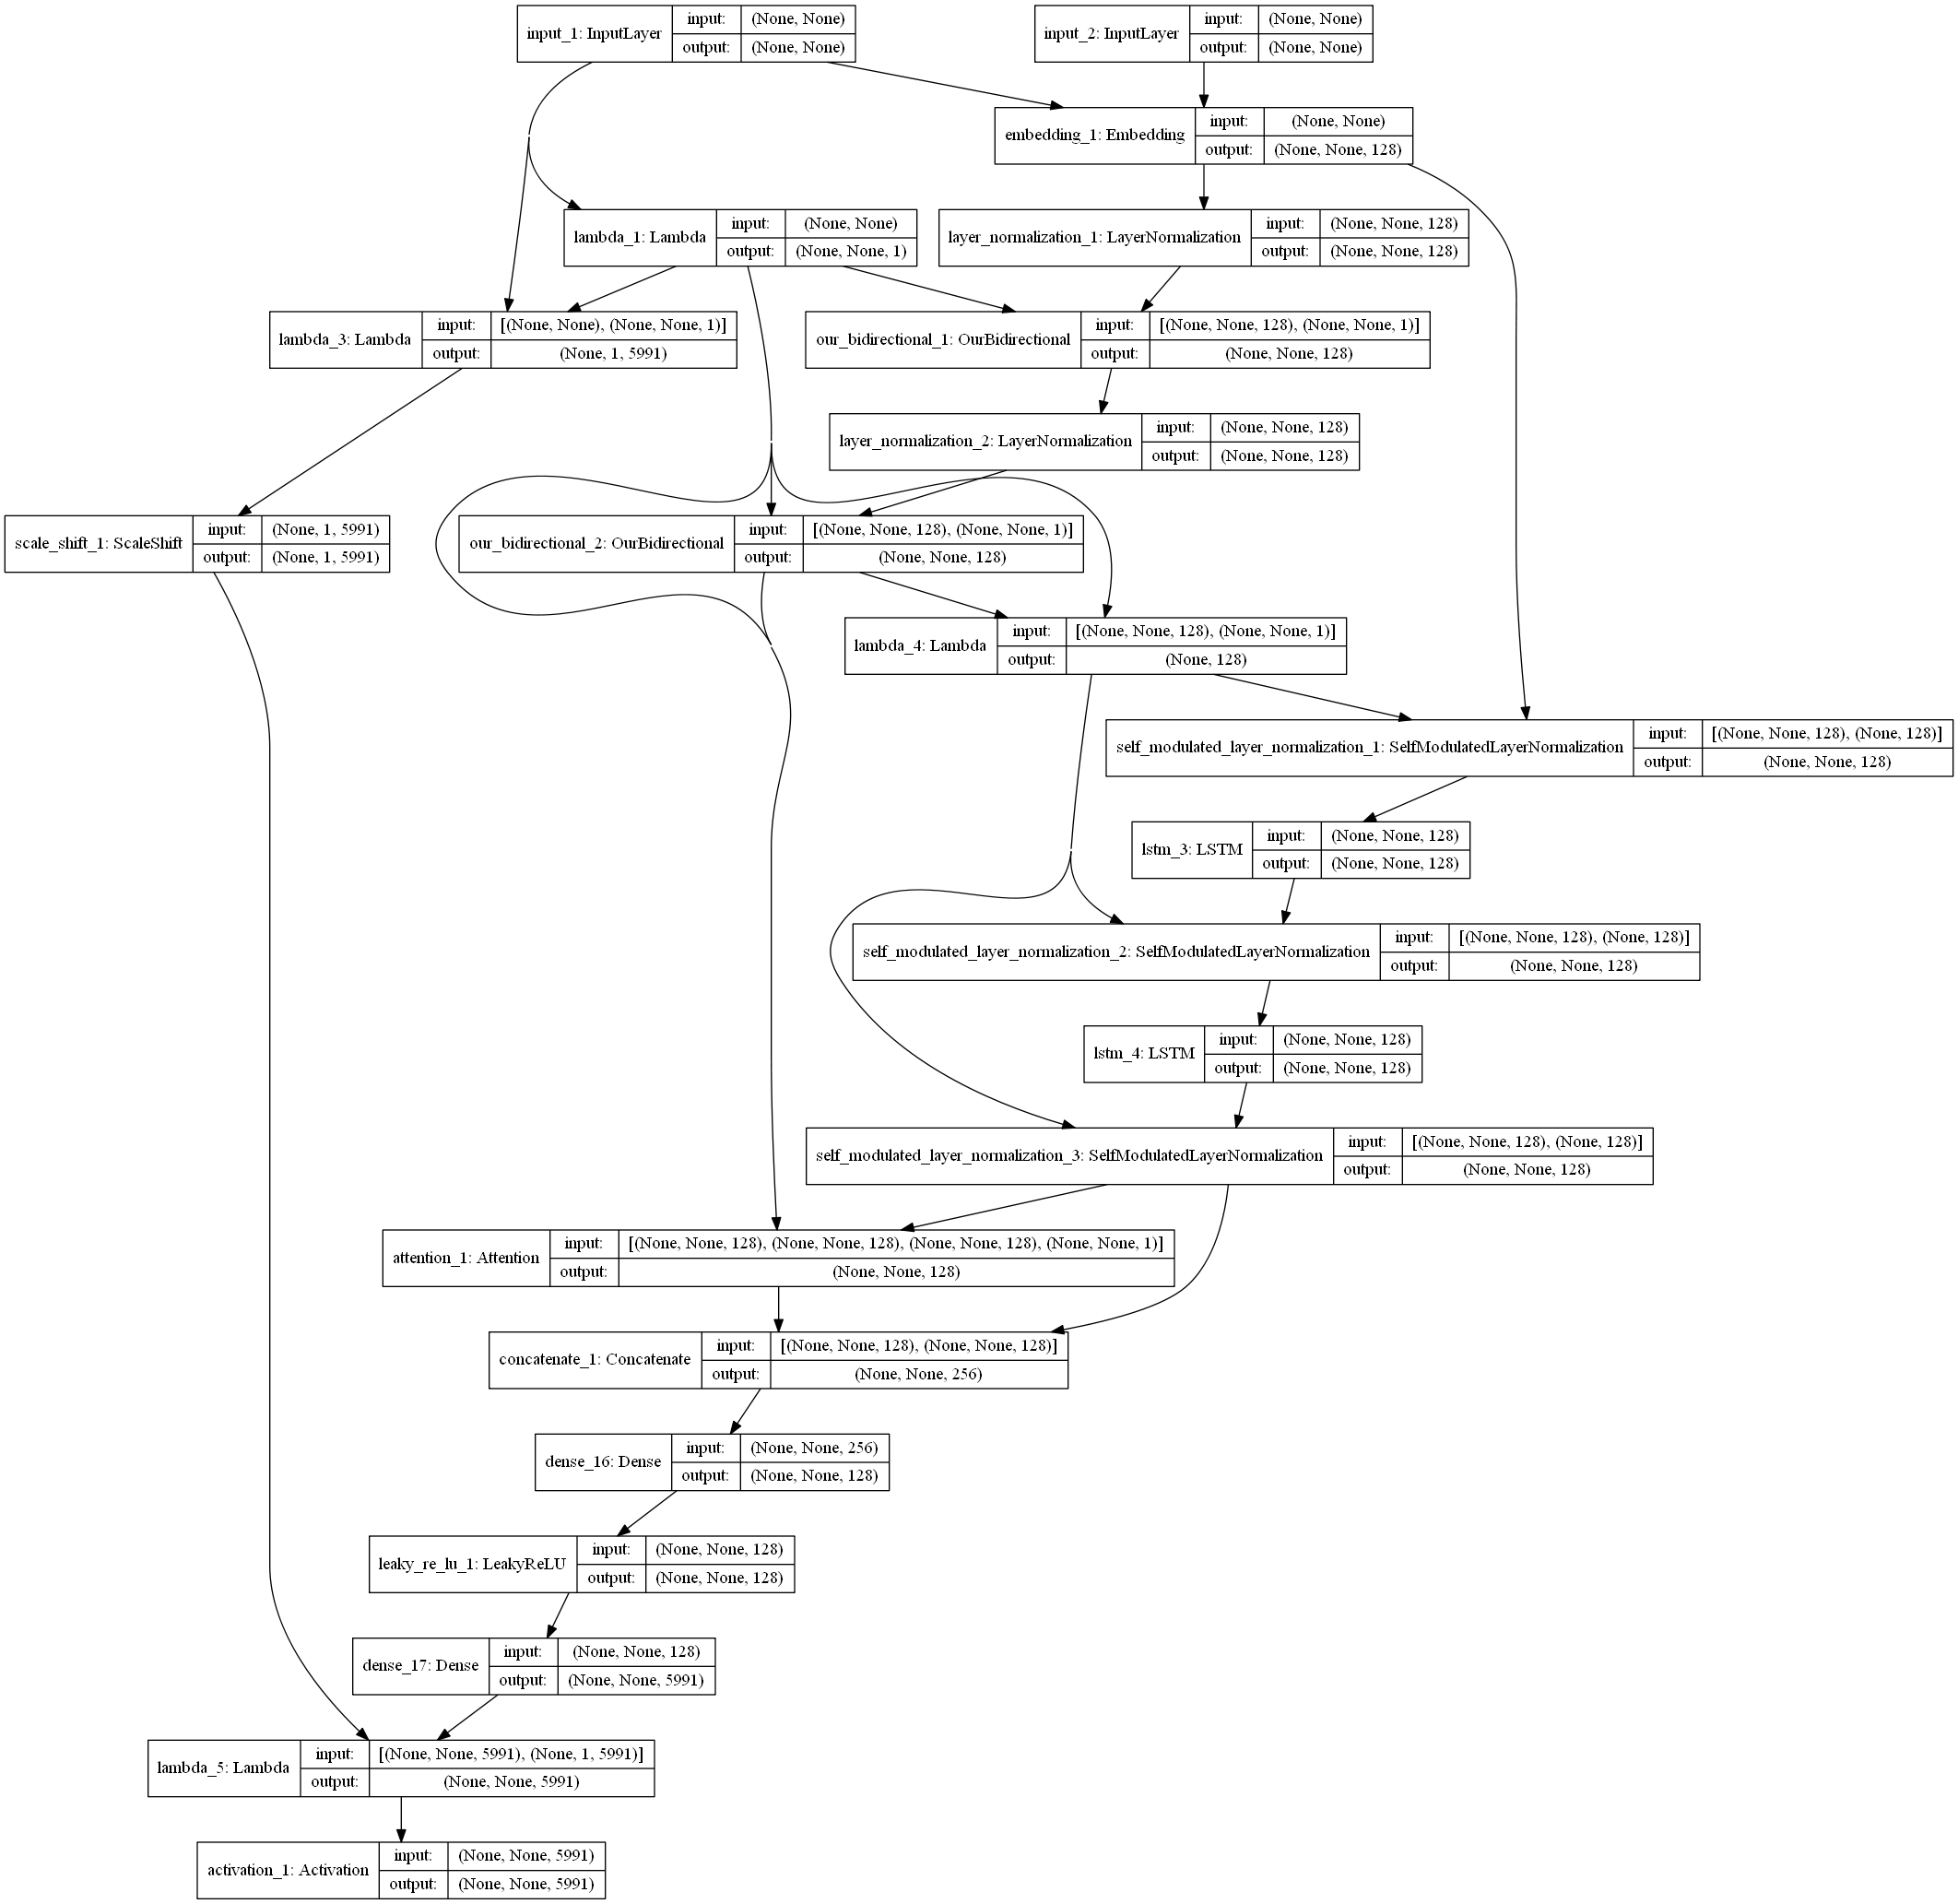 input_1: InputLayer input: (None, None)
output: (None, None)
input_2: InputLayer input: (None, None)
output: (None, None)
embedding_1: Embedding input: (None, None)
output: (None, None, 128)
lambda_1: Lambda input: (None, None)
output: (None, None, 1)
layer_normalization_1: LayerNormalization input: (None, None, 128)
output: (None, None, 128)
lambda_3: Lambda input: [(None, None), (None, None, 1)]
output: (None, 1, 5991)
our_bidirectional_1: OurBidirectional input: [(None, None, 128), (None, None, 1)]
output: (None, None, 128)
layer_normalization_2: LayerNormalization input: (None, None, 128)
output: (None, None, 128)
scale_shift_1: ScaleShift input: (None, 1, 5991)
output: (None, 1, 5991)
our_bidirectional_2: OurBidirectional input: [(None, None, 128), (None, None, 1)]
output: (None, None, 128)
lambda_4: Lambda input: [(None, None, 128), (None, None, 1)]
output: (None, 128)
self_modulated_layer_normalization_1: SelfModulatedLayerNormalization input: [(None, None, 128), (None, 128)]
output: (None, None, 128)
lstm_3: LSTM input: (None, None, 128)
output: (None, None, 128)
self_modulated_layer_normalization_2: SelfModulatedLayerNormalization input: [(None, None, 128), (None, 128)]
output: (None, None, 128)
lstm_4: LSTM input: (None, None, 128)
output: (None, None, 128)
self_modulated_layer_normalization_3: SelfModulatedLayerNormalization input: [(None, None, 128), (None, 128)]
output: (None, None, 128)
attention_1: Attention input: [(None, None, 128), (None, None, 128), (None, None, 128), (None, None, 1)]
output: (None, None, 128)
concatenate_1: Concatenate input: [(None, None, 128), (None, None, 128)]
output: (None, None, 256)
dense_16: Dense input: (None, None, 256)
output: (None, None, 128)
leaky_re_lu_1: LeakyReLU input: (None, None, 128)
output: (None, None, 128)
dense_17: Dense input: (None, None, 128)
output: (None, None, 5991)
lambda_5: Lambda input: [(None, None, 5991), (None, 1, 5991)]
output: (None, None, 5991)
activation_1: Activation input: (None, None, 5991)
output: (None, None, 5991)